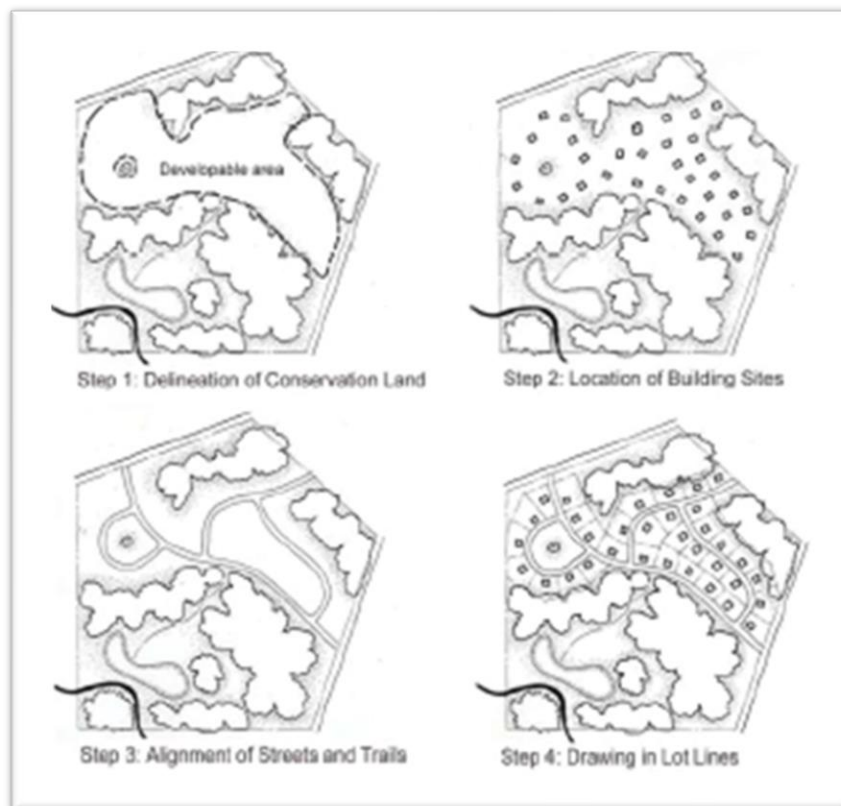 Developable area
Step 1: Delineation of Conservation Land
Step 2: Location of Building Sites
Step 3: Alignment of Streets and Trails
Step 4: Drawing in Lot Lines